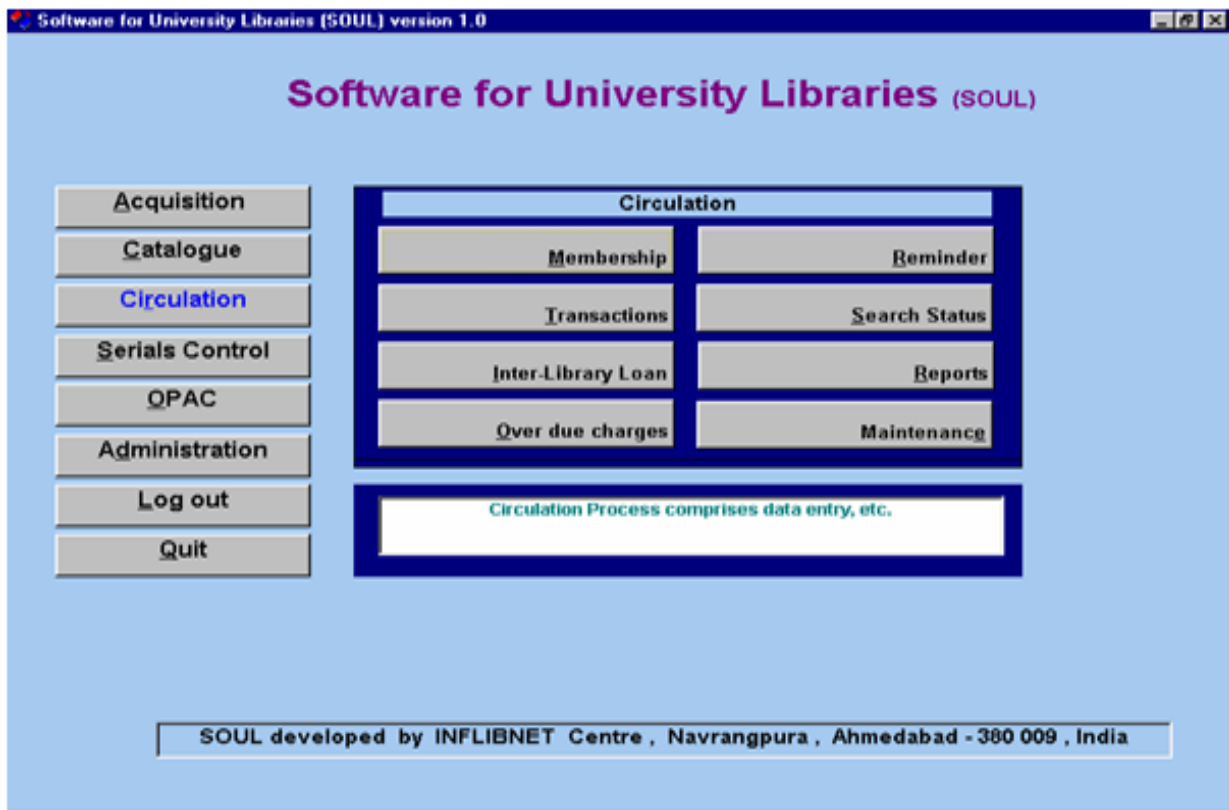 Software for University Libraries (SOUL) version 1.0
Software for University Libraries (SOUL)
Acquisition
Catalogue
Circulation
Serials Control
OPAC
Administration
Log out
Quit
Circulation
Membership
Reminder
Transactions
Search Status
Inter-Library Loan
Reports
Over due charges
Maintenance
Circulation Process comprises data entry, etc.
SOUL developed by INFLIBNET Centre , Navrangpura , Ahmedabad - 380 009 , India